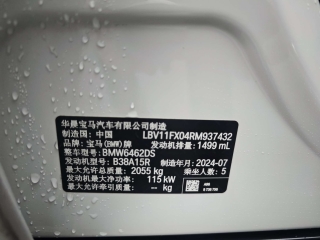 华晨宝马汽车有限公司制造
制造国：中国 LBV11FX04RM937432
品牌：宝马(BMW)牌 发动机排量：1499 mL
整车型号：BMW6462DS
发动机型号：B38A15R 制造年月：2024-07
最大允许总质量：2055 kg 乘坐人数：5
发动机最大净功率：115 kW
最大允许牵引质量：-- kg